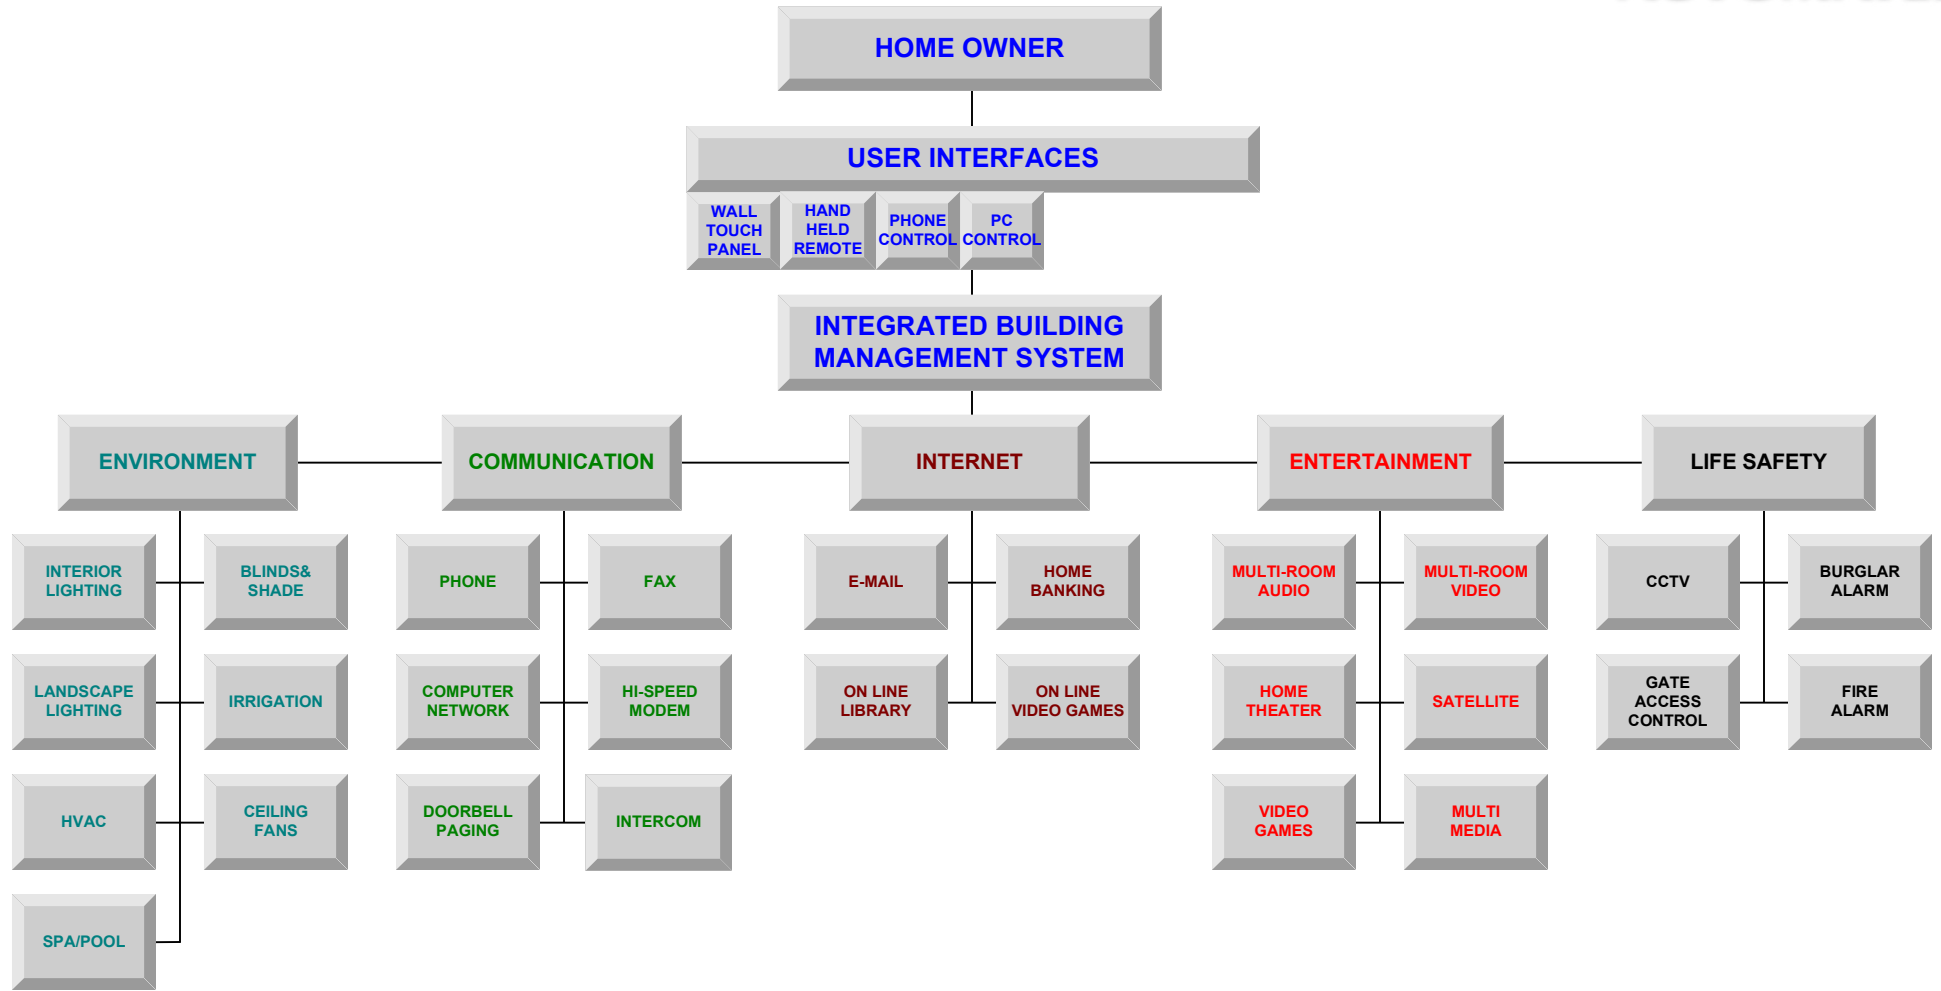 HOME OWNER
USER INTERFACES
WALL
TOUCH
PANEL
HAND
HELD
REMOTE
PHONE
CONTROL
PC
CONTROL
INTEGRATED BUILDING
MANAGEMENT SYSTEM
ENVIRONMENT
COMMUNICATION
INTERNET
ENTERTAINMENT
LIFE SAFETY
INTERIOR
LIGHTING
BLINDS&
SHADE
PHONE
FAX
E-MAIL
HOME
BANKING
MULTI-ROOM
AUDIO
MULTI-ROOM
VIDEO
CCTV
BURGLAR
ALARM
LANDSCAPE
LIGHTING
IRRIGATION
COMPUTER
NETWORK
HI-SPEED
MODEM
ON LINE
LIBRARY
ON LINE
VIDEO GAMES
HOME
THEATER
SATELLITE
GATE
ACCESS
CONTROL
FIRE
ALARM
HVAC
CEILING
FANS
DOORBELL
PAGING
INTERCOM
VIDEO
GAMES
MULTI
MEDIA
SPA/POOL